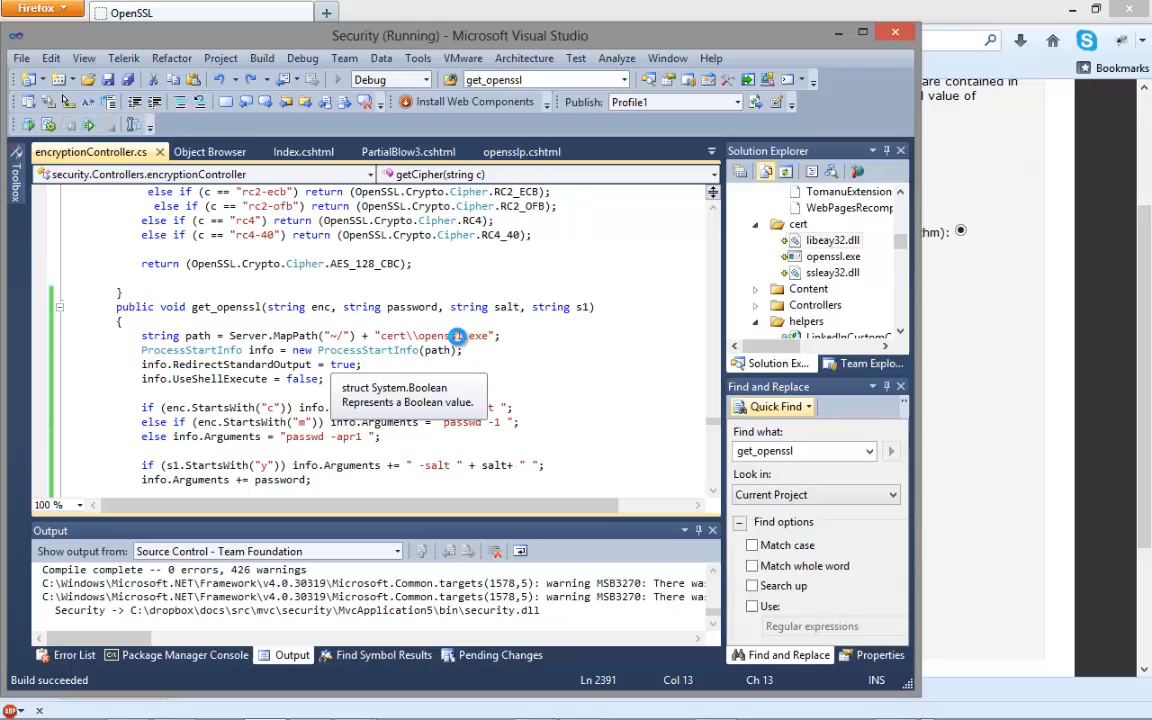 Firefox
OpenSSL
Security (Running) - Microsoft Visual Studio
File Edit View Telerik Refactor Project Build Debug Team Data Tools VMware Architecture Test Analyze Window Help
Debug get_openssl
Install Web Components Publish: Profile1
Bookmarks
are contained in
value of
thm):
Toolbox
encryptionController.cs Object Browser Index.cshtml PartialBlow3.cshtml opensslp.cshtml
security.Controllers.encryptionController getCipher(string c)
else if (c == "rc2-ecb") return (OpenSSL.Crypto.Cipher.RC2_ECB);
else if (c == "rc2-ofb") return (OpenSSL.Crypto.Cipher.RC2_OFB);
else if (c == "rc4") return (OpenSSL.Crypto.Cipher.RC4);
else if (c == "rc4-40") return (OpenSSL.Crypto.Cipher.RC4_40);
return (OpenSSL.Crypto.Cipher.AES_128_CBC);
}
public void get_openssl(string enc, string password, string salt, string s1)
{
string path = Server.MapPath("~/") + "cert\\openssl.exe";
ProcessStartInfo info = new ProcessStartInfo(path);
info.RedirectStandardOutput = true;
info.UseShellExecute = false;
struct System.Boolean
Represents a Boolean value.
if (enc.StartsWith("c")) info.
else if (enc.StartsWith("m")) info.Arguments = "passwd -1 ";
else info.Arguments = "passwd -apr1 ";
if (s1.StartsWith("y")) info.Arguments += " -salt " + salt+ " ";
info.Arguments += password;
100 %
Output
Show output from: Source Control - Team Foundation
Compile complete -- 0 errors, 426 warnings
C:\Windows\Microsoft.NET\Framework\v4.0.30319\Microsoft.Common.targets(1578,5): warning MSB3270: There was
C:\Windows\Microsoft.NET\Framework\v4.0.30319\Microsoft.Common.targets(1578,5): warning MSB3270: There was
Security -> C:\dropbox\docs\src\mvc\security\MvcApplication5\bin\security.dll
Error List Package Manager Console Output Find Symbol Results Pending Changes
Build succeeded Ln 2391 Col 13 Ch 13 INS
Solution Explorer
TomanuExtension
WebPagesRecomp
cert
libeay32.dll
openssl.exe
ssleay32.dll
Content
Controllers
helpers
LinkedInCustomC
Solution Ex... Team Explo...
Find and Replace
Quick Find
Find what:
get_openssl
Look in:
Current Project
Find options
Match case
Match whole word
Search up
Use:
Regular expressions
Find and Replace Properties
ABP